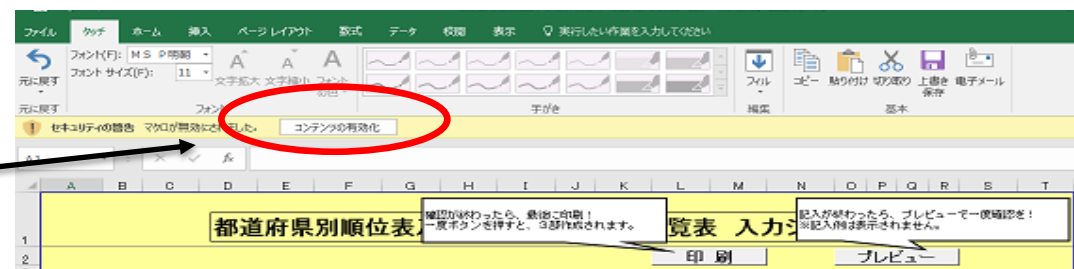 ファイル タッチ ホーム 挿入 ページ レイアウト 数式 データ 校閲 表示 実行したい作業を入力してください
フォント(F): ＭＳ Ｐ明朝
フォント サイズ(F): 11
元に戻す 文字拡大 文字縮小 フォントの色 フィル コピー 貼り付け 切り取り 上書き保存 電子メール
元に戻す フォント 手がき 編集 基本
セキュリティの警告 マクロが無効にされました。 コンテンツの有効化
A1 fx
A B C D E F G H I J K L M N O P Q R S T
確認が終わったら、最後に印刷！
一度ボタンを押すと、3部作成されます。
記入が終わったら、プレビューで一度確認を！
※記入例は表示されません。
1 都道府県別順位表 覧表 入力
2 印 刷 プレビュー